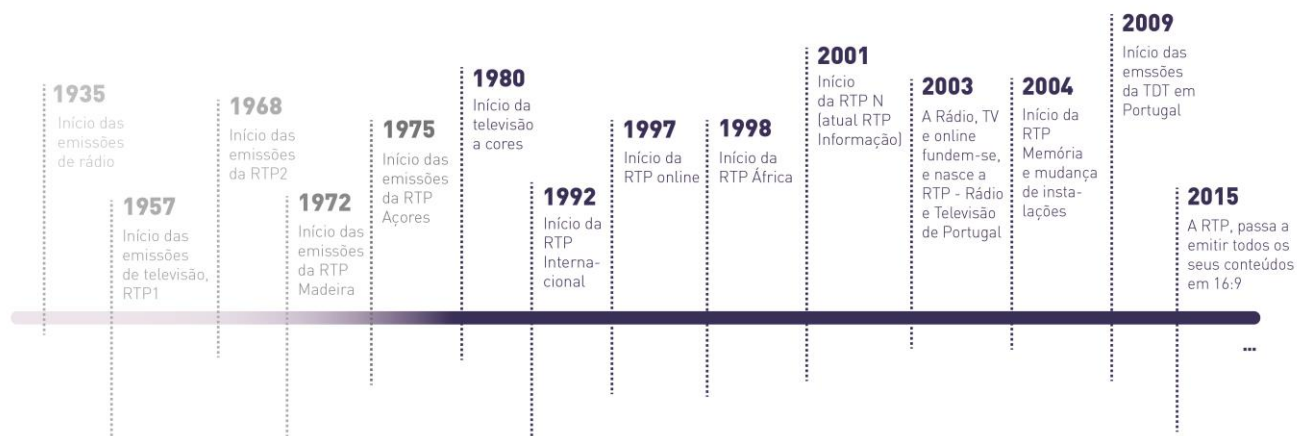 1935
Início das
emissões
de rádio
1957
Início das
emissões
de televisão,
RTP1
1968
Início das
emissões
da RTP2
1972
Início das
emissões
da RTP
Madeira
1975
Início das
emissões
da RTP
Açores
1980
Início da
televisão
a cores
1992
Início da
RTP
Interna-
cional
1997
Início da
RTP online
1998
Início da
RTP África
2001
Início
da RTP N
(atual RTP
Informação)
2003
A Rádio, TV
e online
fundem-se,
e nasce a
RTP - Rádio
e Televisão
de Portugal
2004
Início da
RTP
Memória
e mudança
de insta-
lações
2009
Início das
emssões
da TDT em
Portugal
2015
A RTP, passa a
emitir todos os
seus conteúdos
em 16:9
...